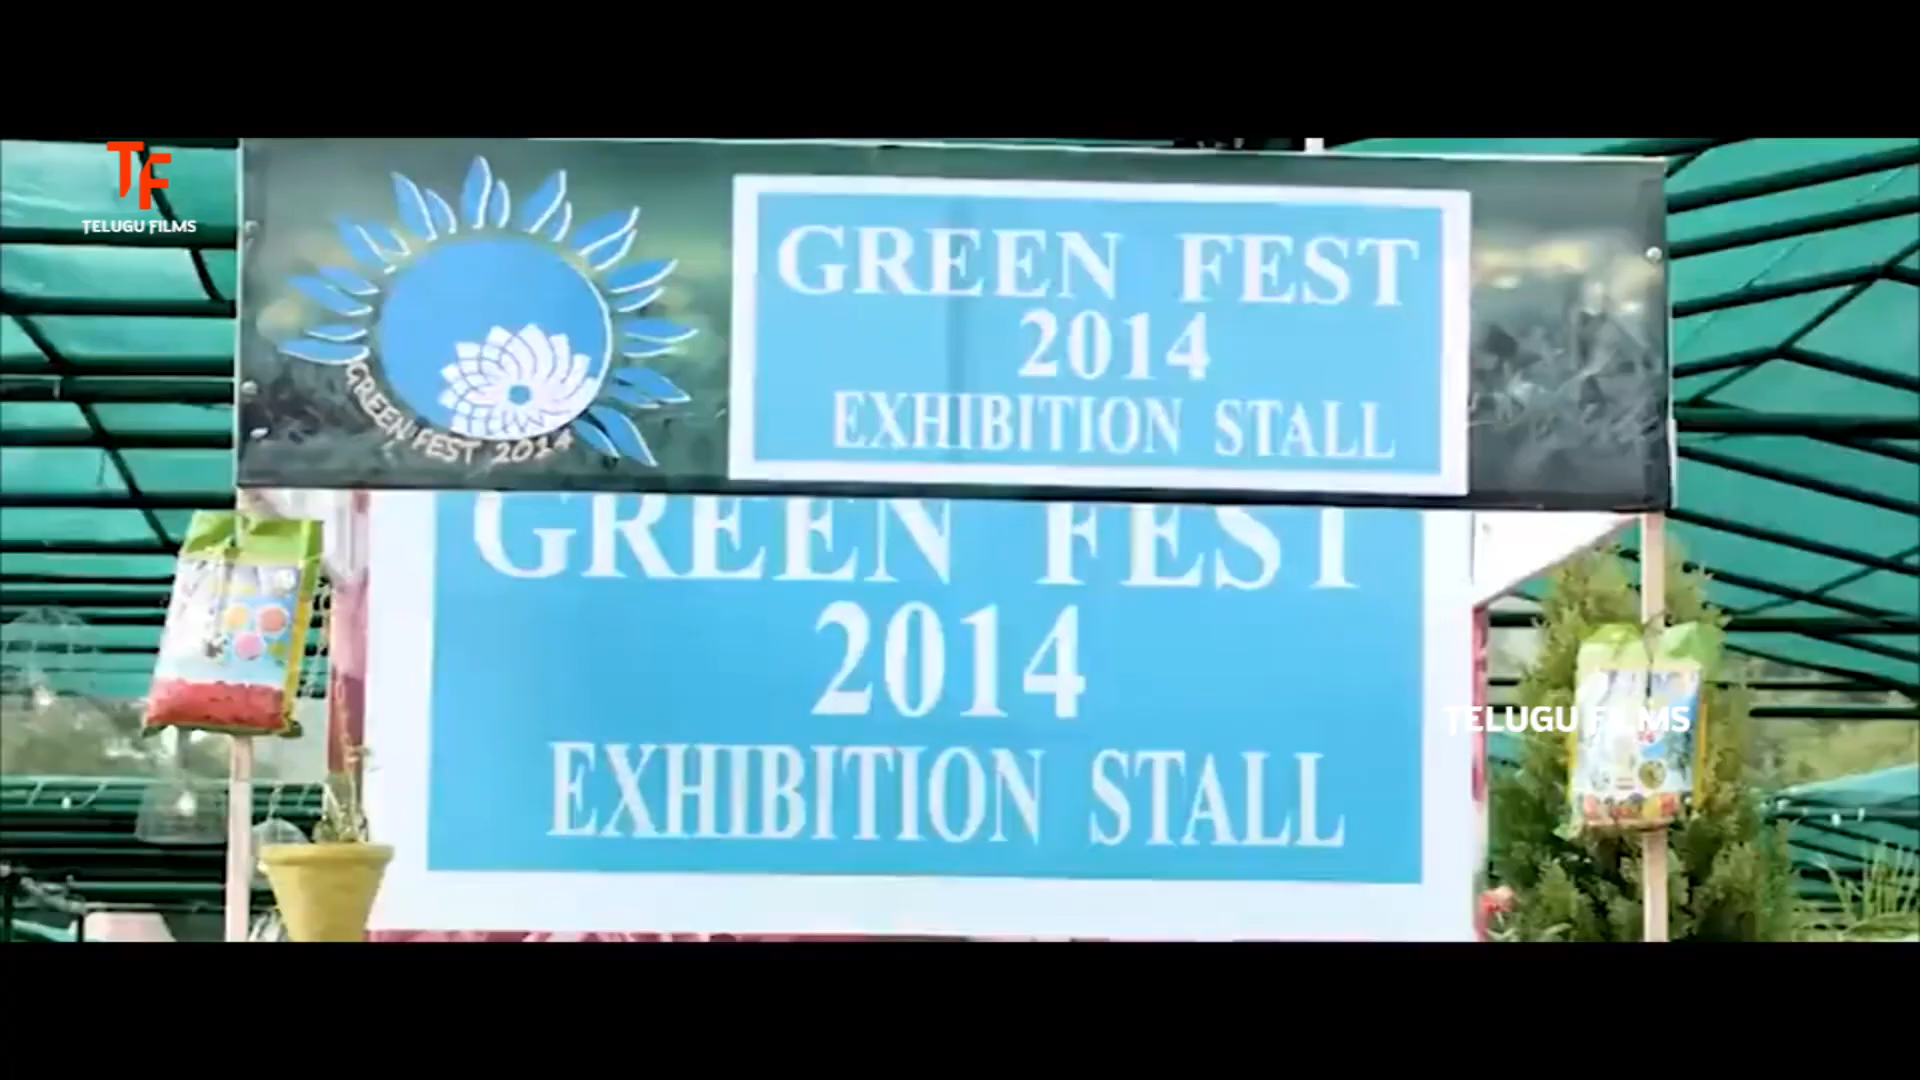 TF
TELUGU FILMS
GREEN FEST
2014
EXHIBITION STALL
GREEN FEST 2014
GREEN FEST
2014
EXHIBITION STALL
TELUGU FILMS